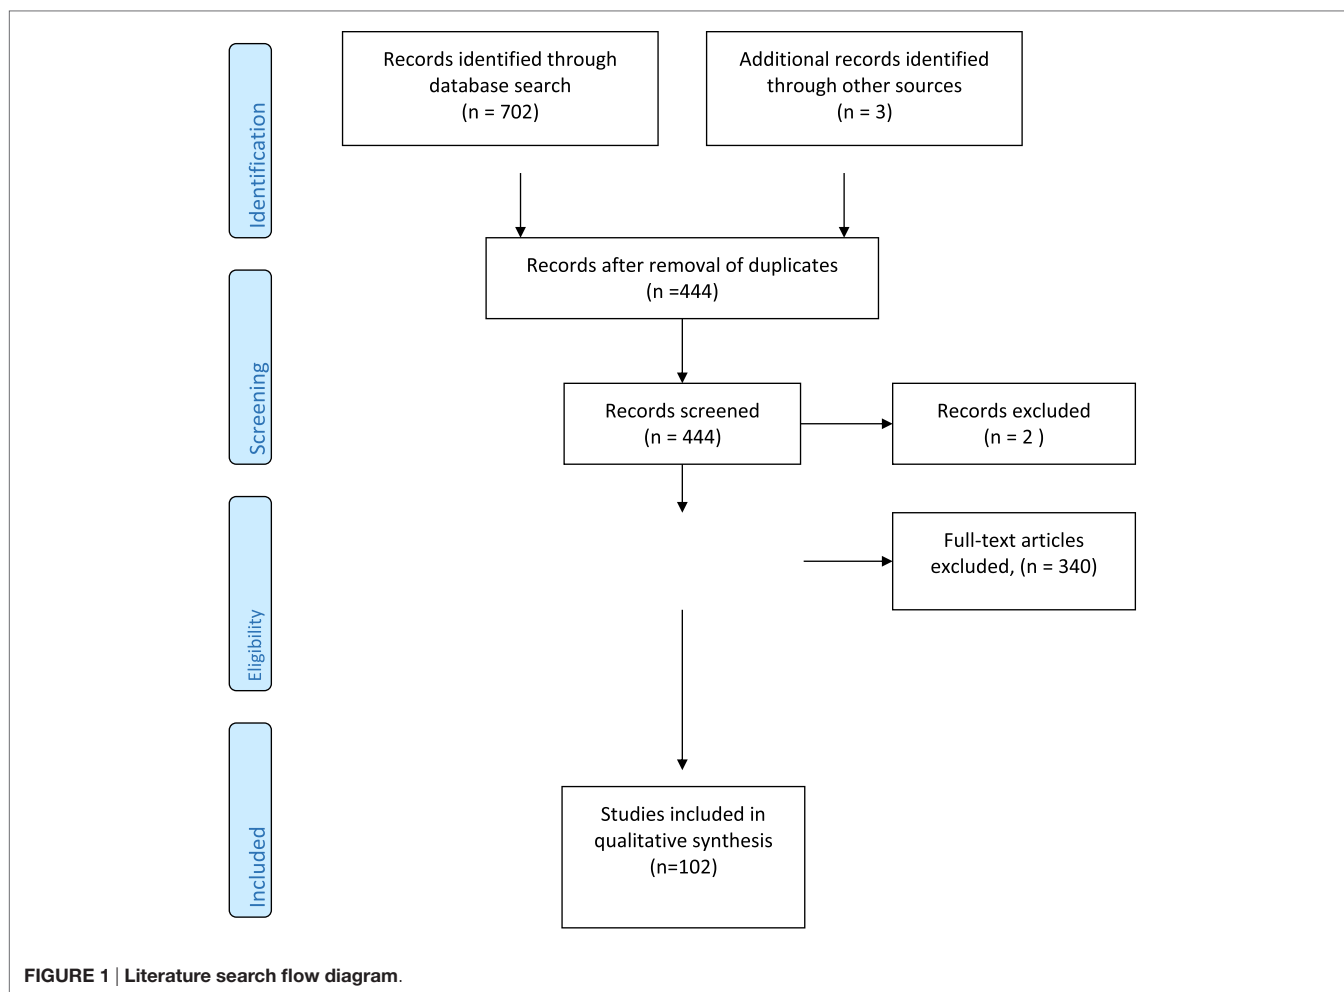 Identification
Records identified through
database search
(n = 702)
Additional records identified
through other sources
(n = 3)
Records after removal of duplicates
(n =444)
Screening
Records screened
(n = 444)
Records excluded
(n = 2 )
Eligibility
Full-text articles
excluded, (n = 340)
Included
Studies included in
qualitative synthesis
(n=102)
FIGURE 1 | Literature search flow diagram.